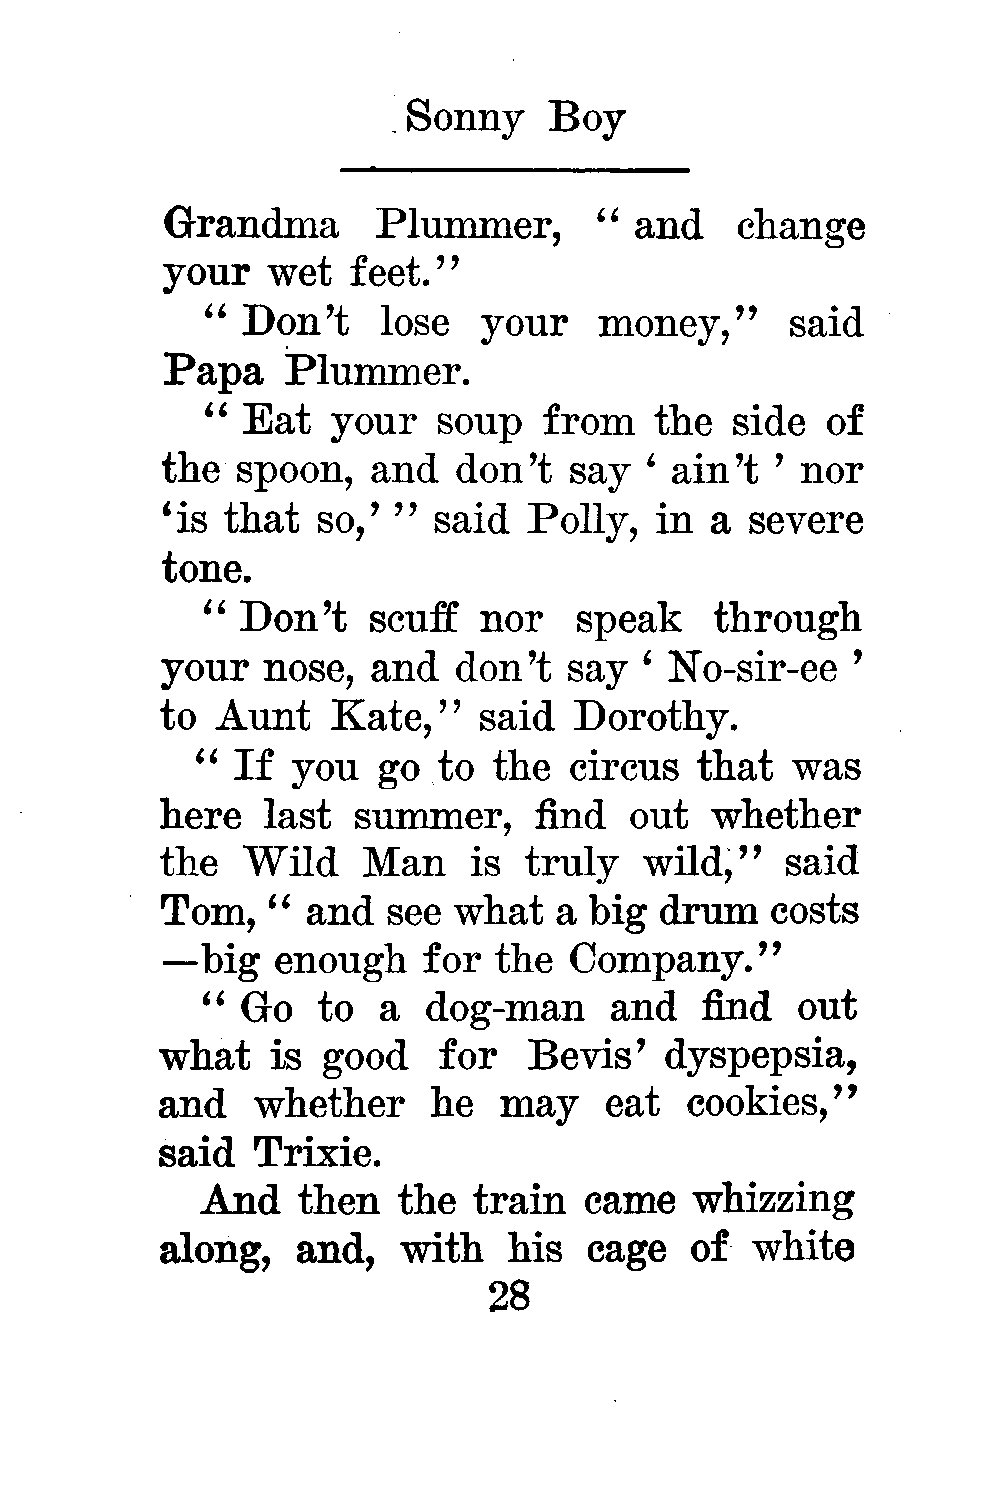 Sonny Boy
Grandma Plummer, “ and change
your wet feet.”
“ Don’t lose your money,” said
Papa Plummer.
“ Eat your soup from the side of
the spoon, and don’t say ‘ ain’t ’ nor
‘is that so,’ ” said Polly, in a severe
tone.
“ Don’t scuff nor speak through
your nose, and don’t say ‘ No-sir-ee ’
to Aunt Kate,” said Dorothy.
“ If you go to the circus that was
here last summer, find out whether
the Wild Man is truly wild,” said
Tom, “ and see what a big drum costs
—big enough for the Company.”
“ Go to a dog-man and find out
what is good for Bevis’ dyspepsia,
and whether he may eat cookies,”
said Trixie.
And then the train came whizzing
along, and, with his cage of white
28